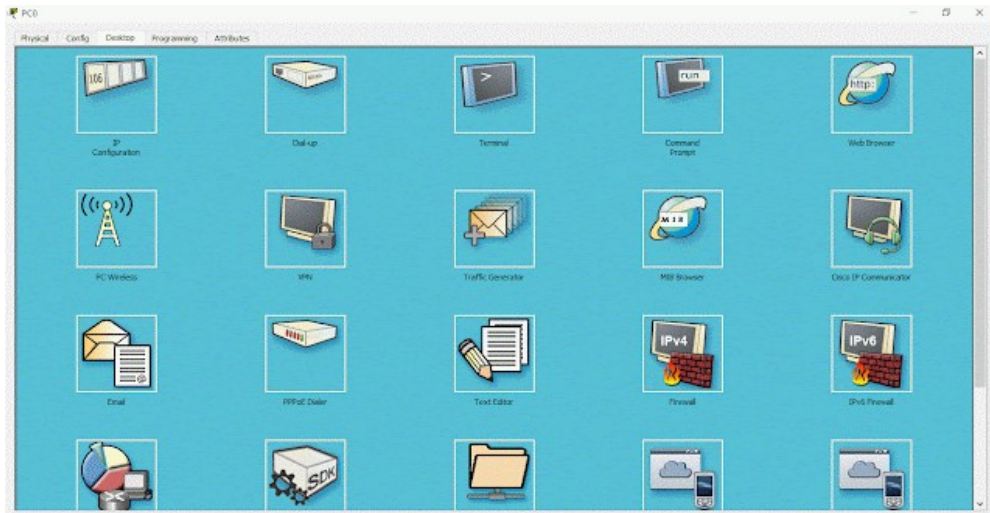 PC0
Physical Config Desktop Programming Attributes
106
>
run
http:
IP
Configuration
Dial-up
Terminal
Command
Prompt
Web Browser
MIB
PC Wireless
VPN
Traffic Generator
MIB Browser
Cisco IP Communicator
IPv4
IPv6
Email
PPPoE Dialer
Text Editor
Firewall
IPv6 Firewall
SDK